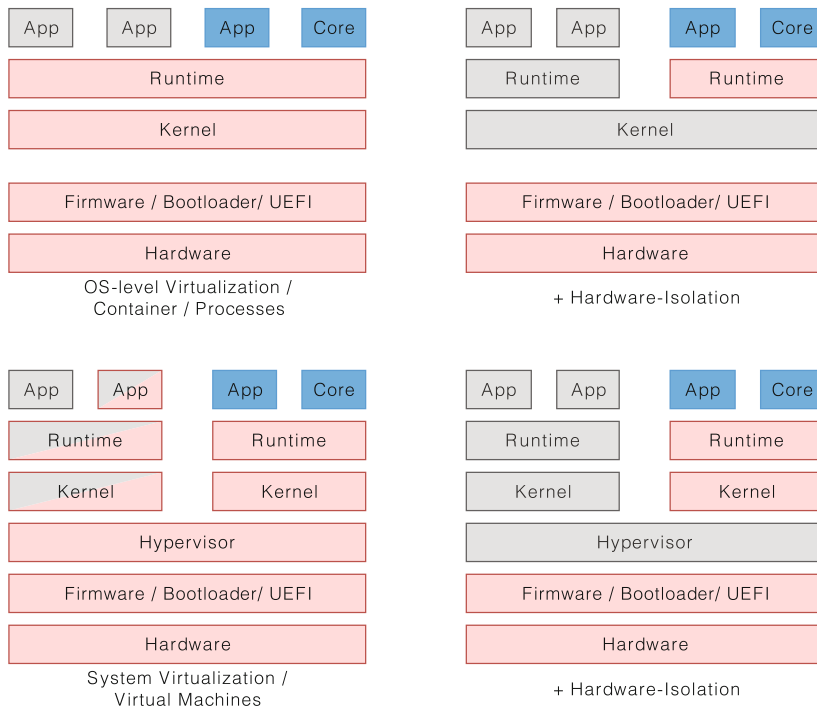 App
App
App
Core
Runtime
Kernel
Firmware / Bootloader/ UEFI
Hardware
OS-level Virtualization /
Container / Processes
App
App
App
Core
Runtime
Runtime
Kernel
Firmware / Bootloader/ UEFI
Hardware
+ Hardware-Isolation
App
App
App
Core
Runtime
Runtime
Kernel
Kernel
Hypervisor
Firmware / Bootloader/ UEFI
Hardware
System Virtualization /
Virtual Machines
App
App
App
Core
Runtime
Runtime
Kernel
Kernel
Hypervisor
Firmware / Bootloader/ UEFI
Hardware
+ Hardware-Isolation